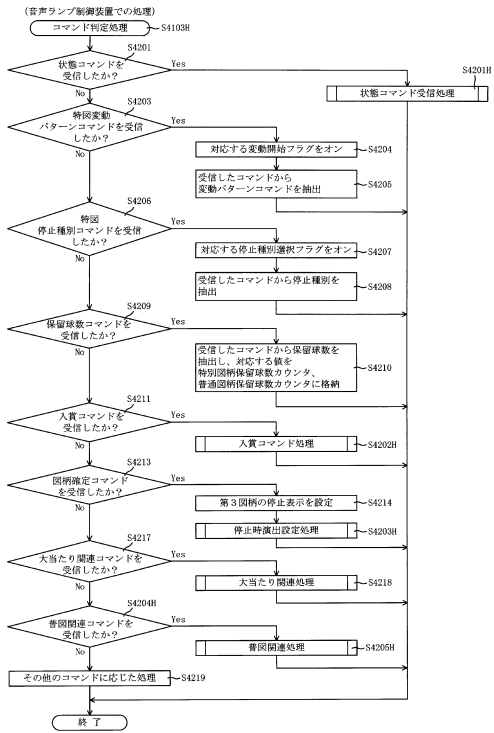 (音声ランプ制御装置での処理)
コマンド判定処理
S4103H
S4201
状態コマンドを
受信したか?
Yes
No
S4201H
状態コマンド受信処理
S4203
特図変動
パターンコマンドを受信
したか?
Yes
No
対応する変動開始フラグをオン
S4204
受信したコマンドから
変動パターンコマンドを抽出
S4205
S4206
特図
停止種別コマンドを受信
したか?
Yes
No
対応する停止種別選択フラグをオン
S4207
受信したコマンドから停止種別を
抽出
S4208
S4209
保留球数コマンドを
受信したか?
Yes
No
受信したコマンドから保留球数を
抽出し、対応する値を
特別図柄保留球数カウンタ、
普通図柄保留球数カウンタに格納
S4210
S4211
入賞コマンドを
受信したか?
Yes
No
入賞コマンド処理
S4202H
S4213
図柄確定コマンド
を受信したか?
Yes
No
第3図柄の停止表示を設定
S4214
停止時演出設定処理
S4203H
S4217
大当たり関連コマンドを
受信したか?
Yes
No
大当たり関連処理
S4218
S4204H
普図関連コマンドを
受信したか?
Yes
No
普図関連処理
S4205H
その他のコマンドに応じた処理
S4219
終了